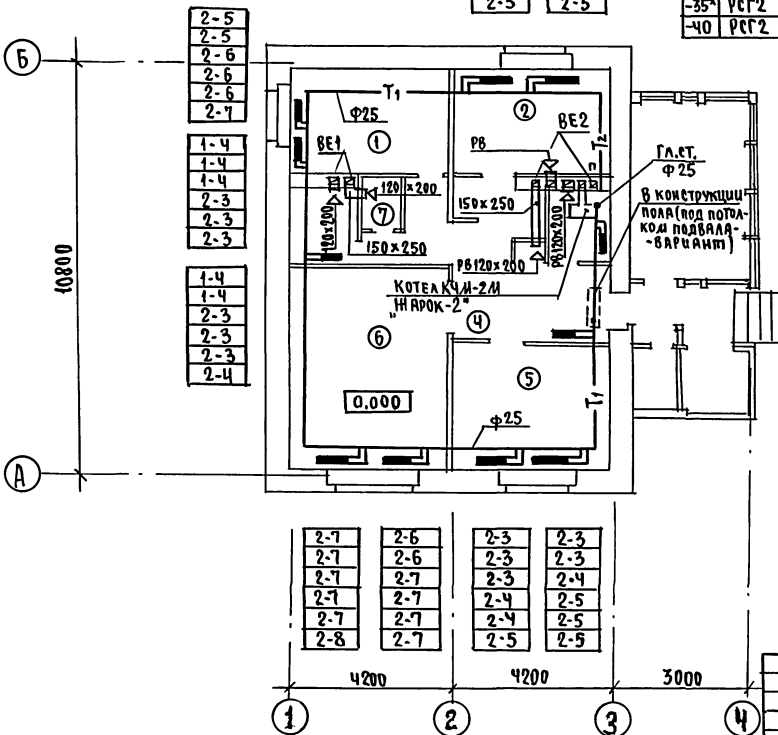 2-5 2-5
-35* РСГ2
-40 РСГ2
2-5
2-5
2-6
2-6
2-6
2-7
Б
Т1
Ф25
1
2
ВЕ1
РВ
ВЕ2
Т2
П
Гл.ст.
Ф 25
1-4
1-4
1-4
2-3
2-3
2-3
120×200
7
120×200
150×250
150×250
РВ120×200
РВ120×200
В КОНСТРУКЦИИ
ПОЛА (ПОД ПОТОЛ-
КОМ ПОДВАЛА-
-ВАРИАНТ)
10800
1-4
1-4
2-3
2-3
2-3
2-4
КОТЕЛ КЧМ-2М
"ЖАРОК-2"
6
4
5
0,000
Т1
ф25
А
2-7 2-6 2-3 2-3
2-7 2-6 2-3 2-3
2-7 2-7 2-3 2-4
2-7 2-7 2-4 2-5
2-7 2-7 2-4 2-5
2-8 2-7 2-5 2-5
4200 4200 3000
1 2 3 4